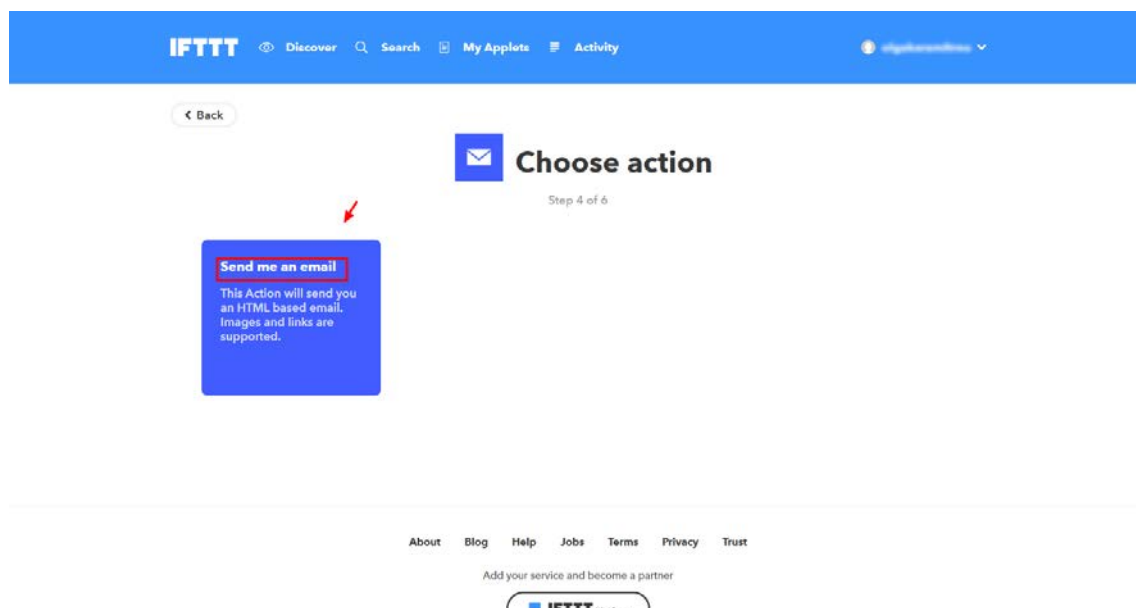 IFTTT Discover Search My Applets Activity
Back
Choose action
Step 4 of 6
Send me an email
This Action will send you
an HTML based email.
Images and links are
supported.
About Blog Help Jobs Terms Privacy Trust
Add your service and become a partner
IFTTT